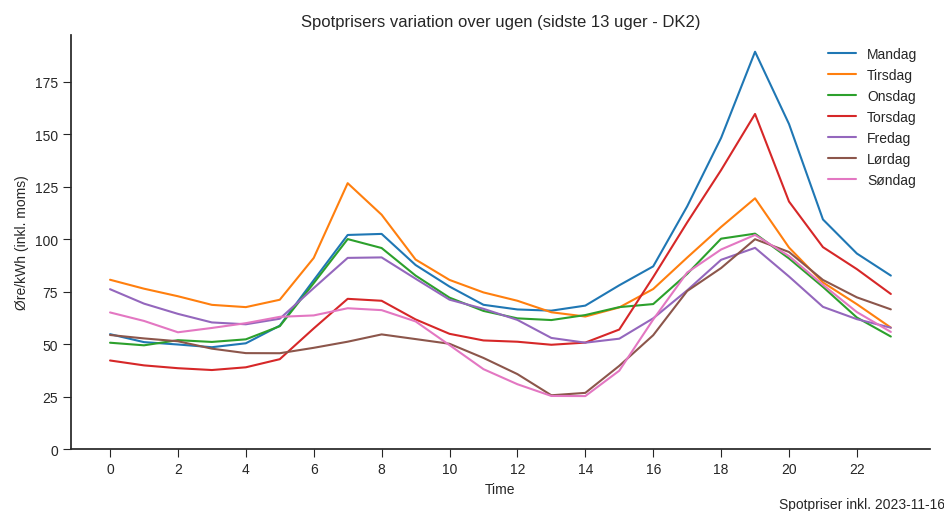 Spotprisers variation over ugen (sidste 13 uger - DK2)
Øre/kWh (inkl. moms)
175
150
125
100
75
50
25
0
Mandag
Tirsdag
Onsdag
Torsdag
Fredag
Lørdag
Søndag
0 2 4 6 8 10 12 14 16 18 20 22
Time
Spotpriser inkl. 2023-11-16